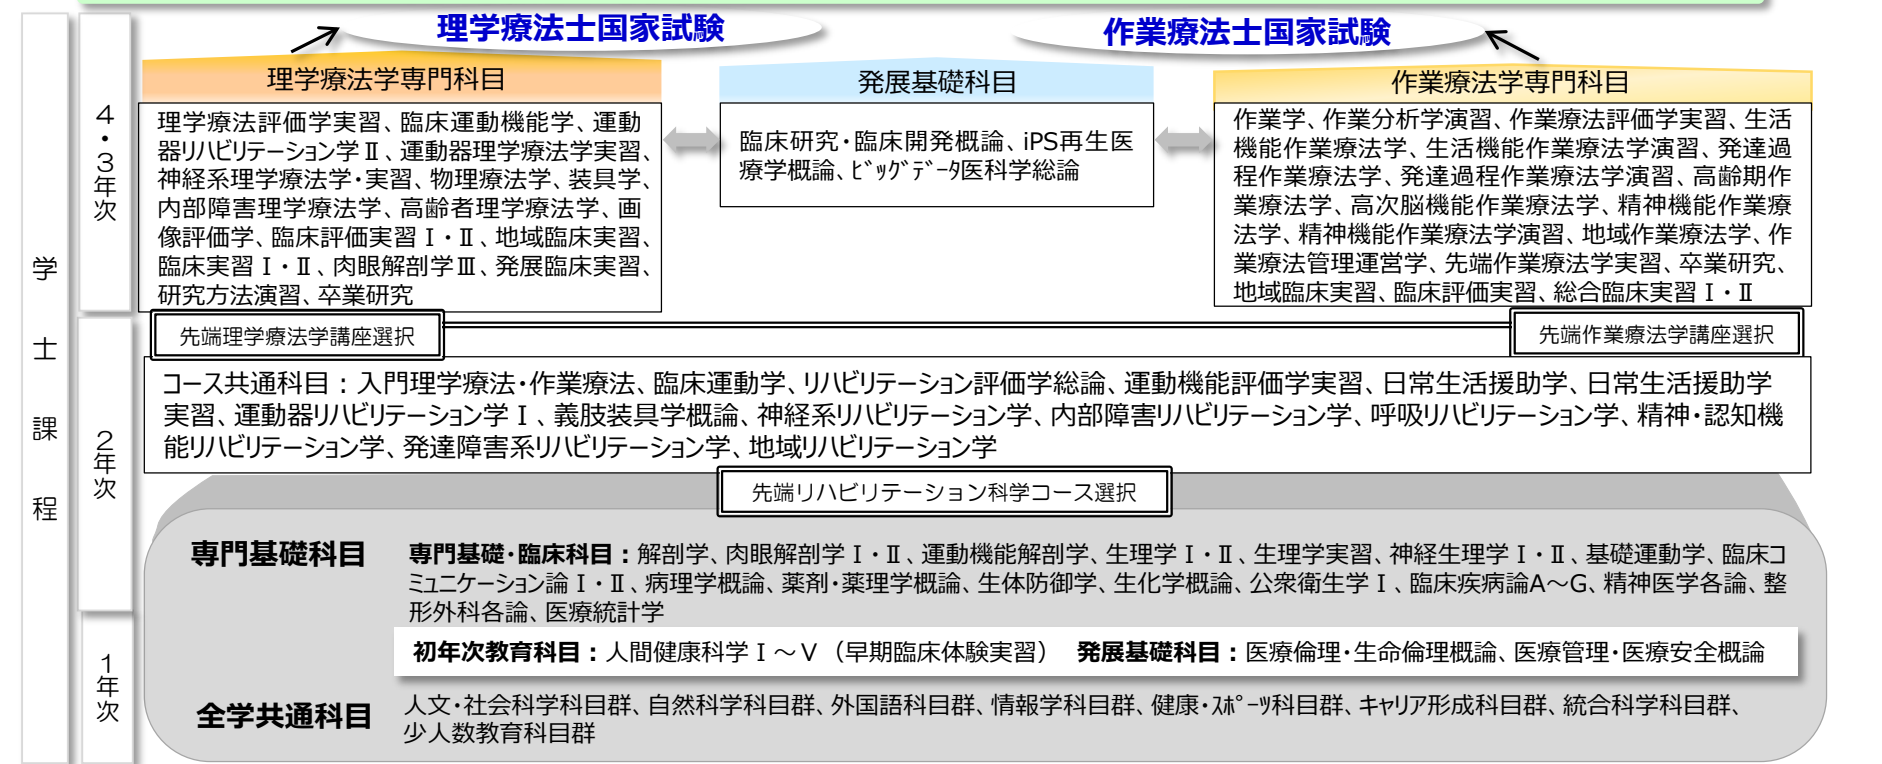 理学療法士国家試験
作業療法士国家試験
学士課程
4・3年次
理学療法学専門科目
理学療法評価学実習、臨床運動機能学、運動
器リハビリテーション学Ⅱ、運動器理学療法学実習、
神経系理学療法学・実習、物理療法学、装具学、
内部障害理学療法学、高齢者理学療法学、画
像評価学、臨床評価実習Ⅰ・Ⅱ、地域臨床実習、
臨床実習Ⅰ・Ⅱ、肉眼解剖学Ⅲ、発展臨床実習、
研究方法演習、卒業研究
発展基礎科目
臨床研究・臨床開発概論、iPS再生医
療学概論、ﾋﾞｯｸﾞﾃﾞｰﾀ医科学総論
作業療法学専門科目
作業学、作業分析学演習、作業療法評価学実習、生活
機能作業療法学、生活機能作業療法学演習、発達過
程作業療法学、発達過程作業療法学演習、高齢期作
業療法学、高次脳機能作業療法学、精神機能作業療
法学、精神機能作業療法学演習、地域作業療法学、作
業療法管理運営学、先端作業療法学実習、卒業研究、
地域臨床実習、臨床評価実習、総合臨床実習Ⅰ・Ⅱ
先端理学療法学講座選択
先端作業療法学講座選択
2年次
コース共通科目：入門理学療法・作業療法、臨床運動学、リハビリテーション評価学総論、運動機能評価学実習、日常生活援助学、日常生活援助学
実習、運動器リハビリテーション学Ⅰ、義肢装具学概論、神経系リハビリテーション学、内部障害リハビリテーション学、呼吸リハビリテーション学、精神・認知機
能リハビリテーション学、発達障害系リハビリテーション学、地域リハビリテーション学
先端リハビリテーション科学コース選択
専門基礎科目
専門基礎・臨床科目：解剖学、肉眼解剖学Ⅰ・Ⅱ、運動機能解剖学、生理学Ⅰ・Ⅱ、生理学実習、神経生理学Ⅰ・Ⅱ、基礎運動学、臨床コ
ミュニケーション論Ⅰ・Ⅱ、病理学概論、薬剤・薬理学概論、生体防御学、生化学概論、公衆衛生学Ⅰ、臨床疾病論A～G、精神医学各論、整
形外科各論、医療統計学
1年次
初年次教育科目：人間健康科学Ⅰ～Ⅴ（早期臨床体験実習） 発展基礎科目：医療倫理・生命倫理概論、医療管理・医療安全概論
全学共通科目
人文・社会科学科目群、自然科学科目群、外国語科目群、情報学科目群、健康・ｽﾎﾟｰﾂ科目群、キャリア形成科目群、統合科学科目群、
少人数教育科目群